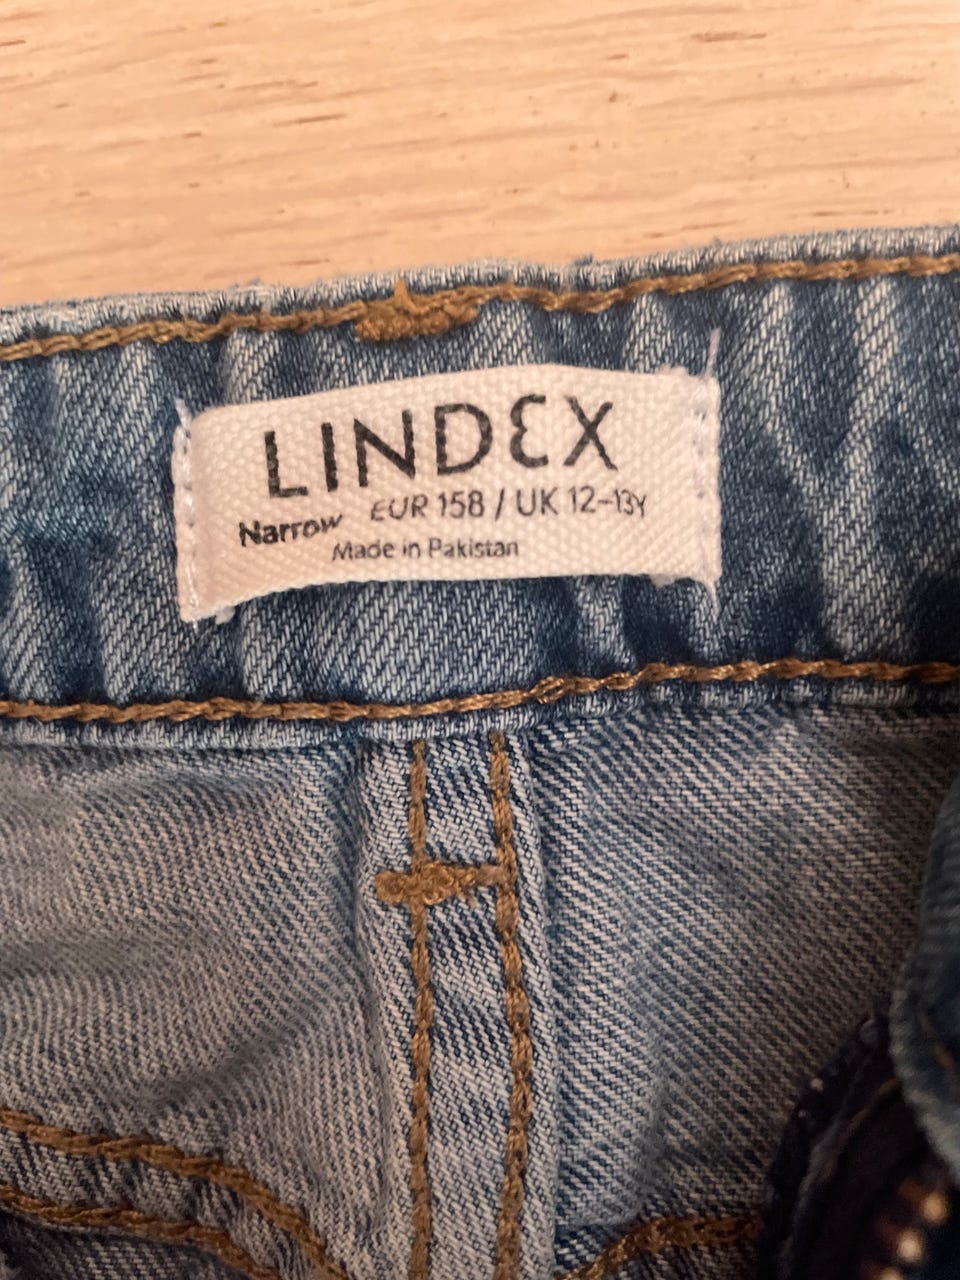 LINDEX
Narrow EUR 158 / UK 12-13Y
Made in Pakistan